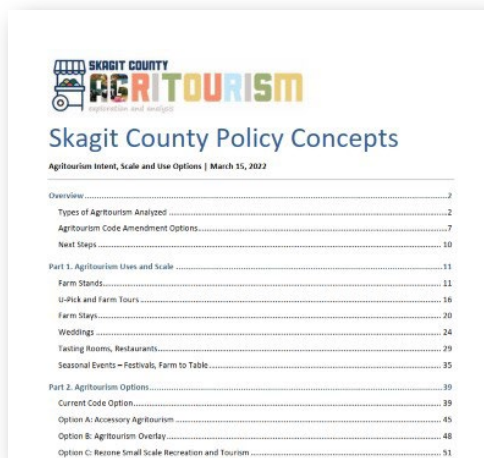 SKAGIT COUNTY
AGRITOURISM
exploration and analysis
Skagit County Policy Concepts
Agritourism Intent, Scale and Use Options | March 15, 2022
Overview 2
Types of Agritourism Analyzed 2
Agritourism Code Amendment Options 7
Next Steps 10
Part 1. Agritourism Uses and Scale 11
Farm Stands 11
U-Pick and Farm Tours 16
Farm Stays 20
Weddings 24
Tasting Rooms, Restaurants 29
Seasonal Events – Festivals, Farm to Table 35
Part 2. Agritourism Options 39
Current Code Option 39
Option A: Accessory Agritourism 45
Option B: Agritourism Overlay 48
Option C: Rezone Small Scale Recreation and Tourism 51